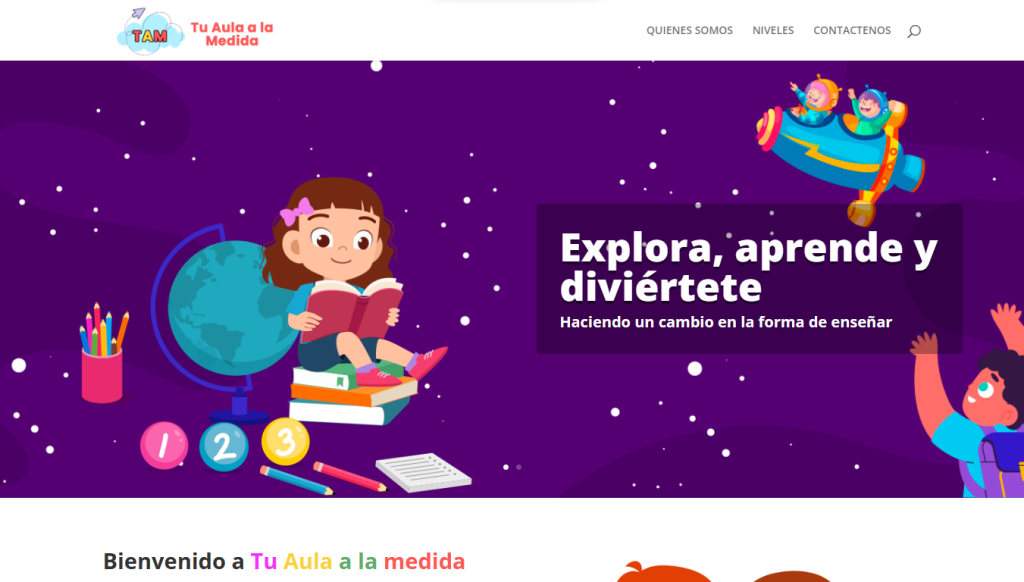 TAM
Tu Aula a la
Medida
QUIENES SOMOS
NIVELES
CONTACTENOS
Explora, aprende y
diviértete
Haciendo un cambio en la forma de enseñar
1 2 3
Bienvenido a Tu Aula a la medida